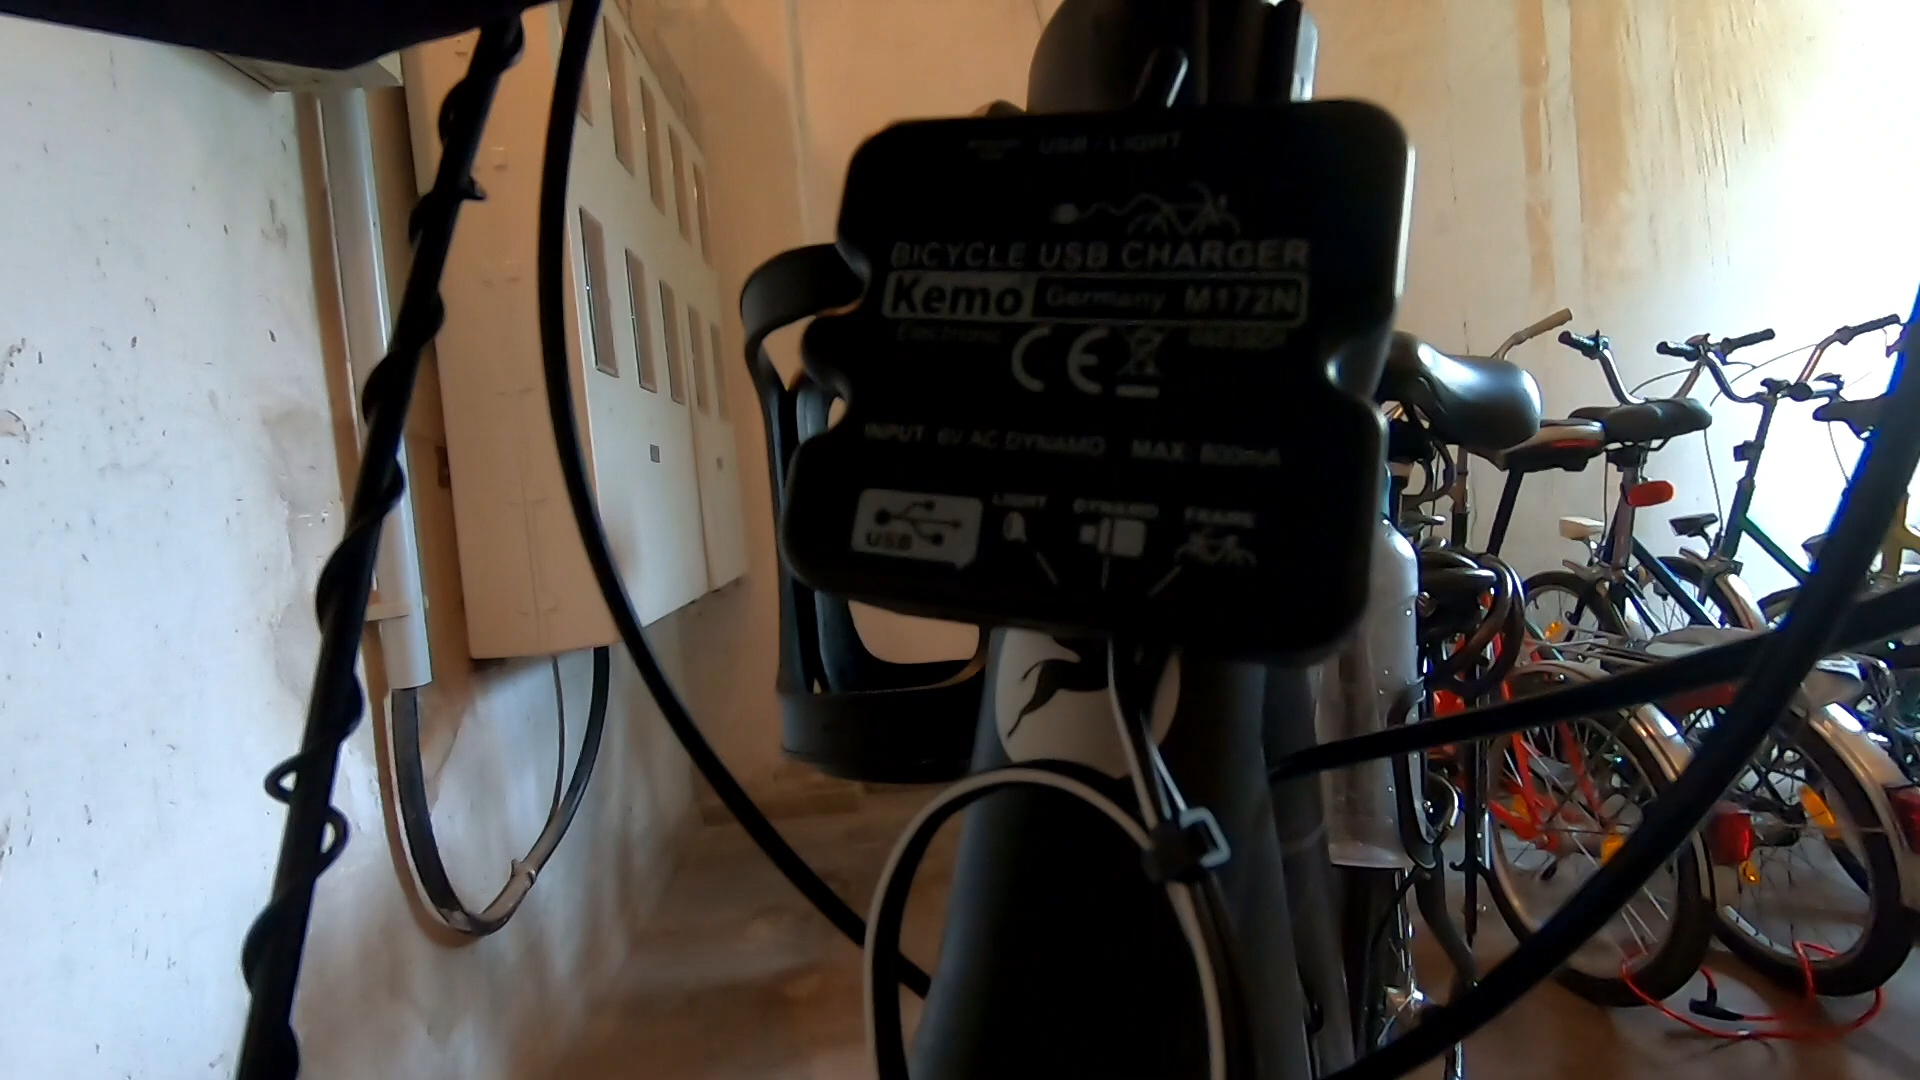 USB / LIGHT
BICYCLE USB CHARGER
Kemo Germany M172N
Electronic CE
INPUT: 6V AC DYNAMO MAX. 800mA
LIGHT DYNAMO FRAME
USB